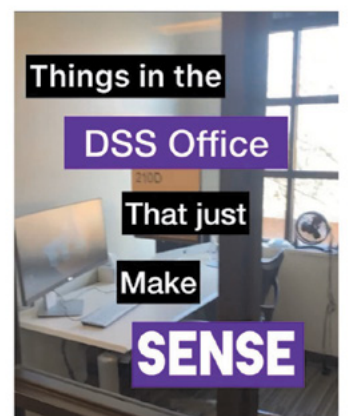 Things in the
DSS Office
210D
That just
Make
SENSE